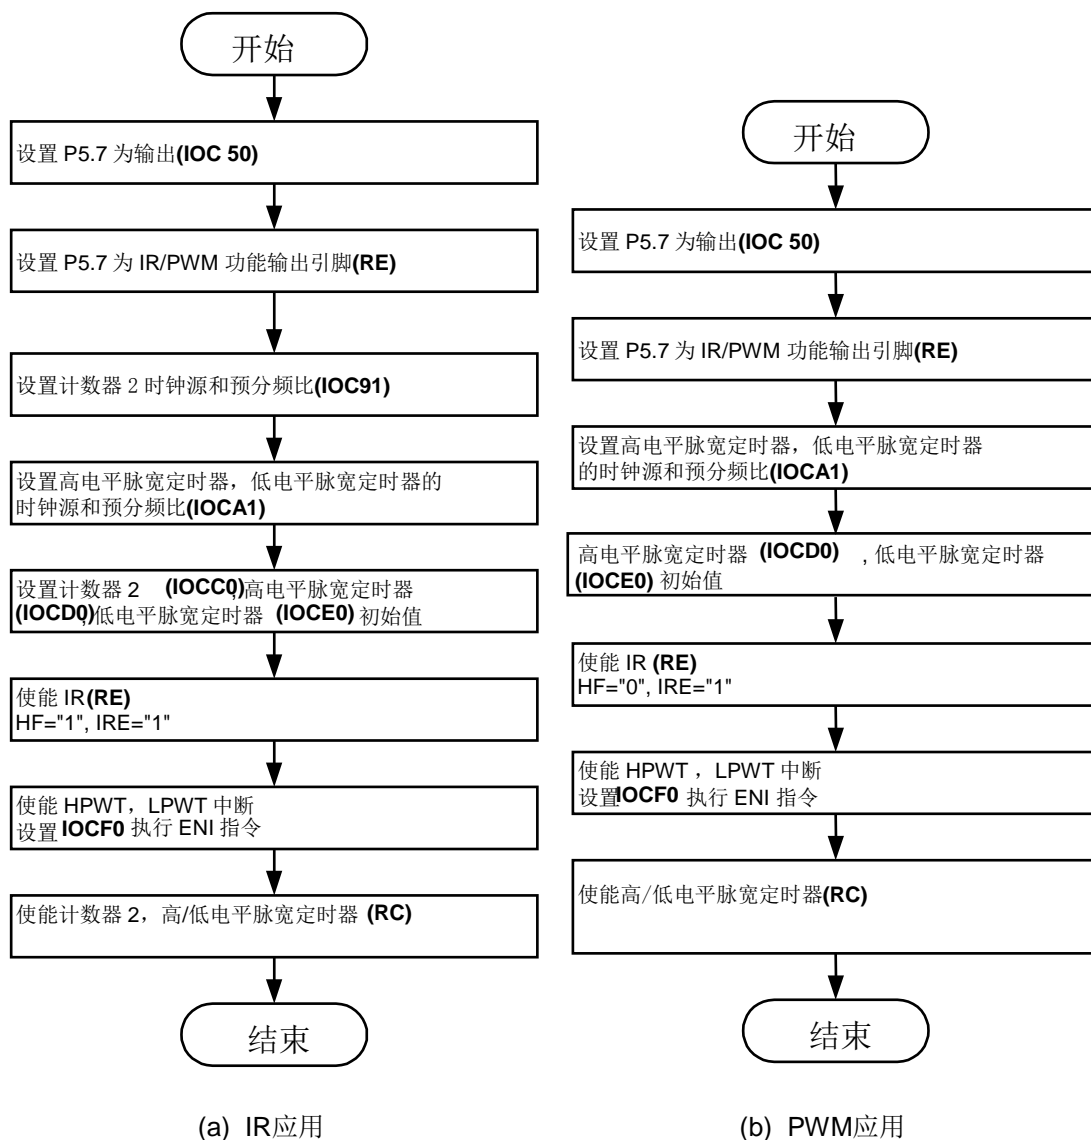 开始
设置 P5.7 为输出(IOC 50)
设置 P5.7 为 IR/PWM 功能输出引脚(RE)
设置计数器 2 时钟源和预分频比(IOC91)
设置高电平脉宽定时器，低电平脉宽定时器的
时钟源和预分频比(IOCA1)
设置计数器 2 (IOCC0),高电平脉宽定时器
(IOCD0),低电平脉宽定时器 (IOCE0) 初始值
使能 IR(RE)
HF="1", IRE="1"
使能 HPWT，LPWT 中断
设置 IOCF0 执行 ENI 指令
使能计数器 2，高/低电平脉宽定时器 (RC)
结束
(a) IR应用
开始
设置 P5.7 为输出(IOC 50)
设置 P5.7 为 IR/PWM 功能输出引脚(RE)
设置高电平脉宽定时器，低电平脉宽定时器
的时钟源和预分频比(IOCA1)
高电平脉宽定时器 (IOCD0) , 低电平脉宽定时器
(IOCE0) 初始值
使能 IR (RE)
HF="0", IRE="1"
使能 HPWT ，LPWT 中断
设置IOCF0 执行 ENI 指令
使能高/低电平脉宽定时器(RC)
结束
(b) PWM应用